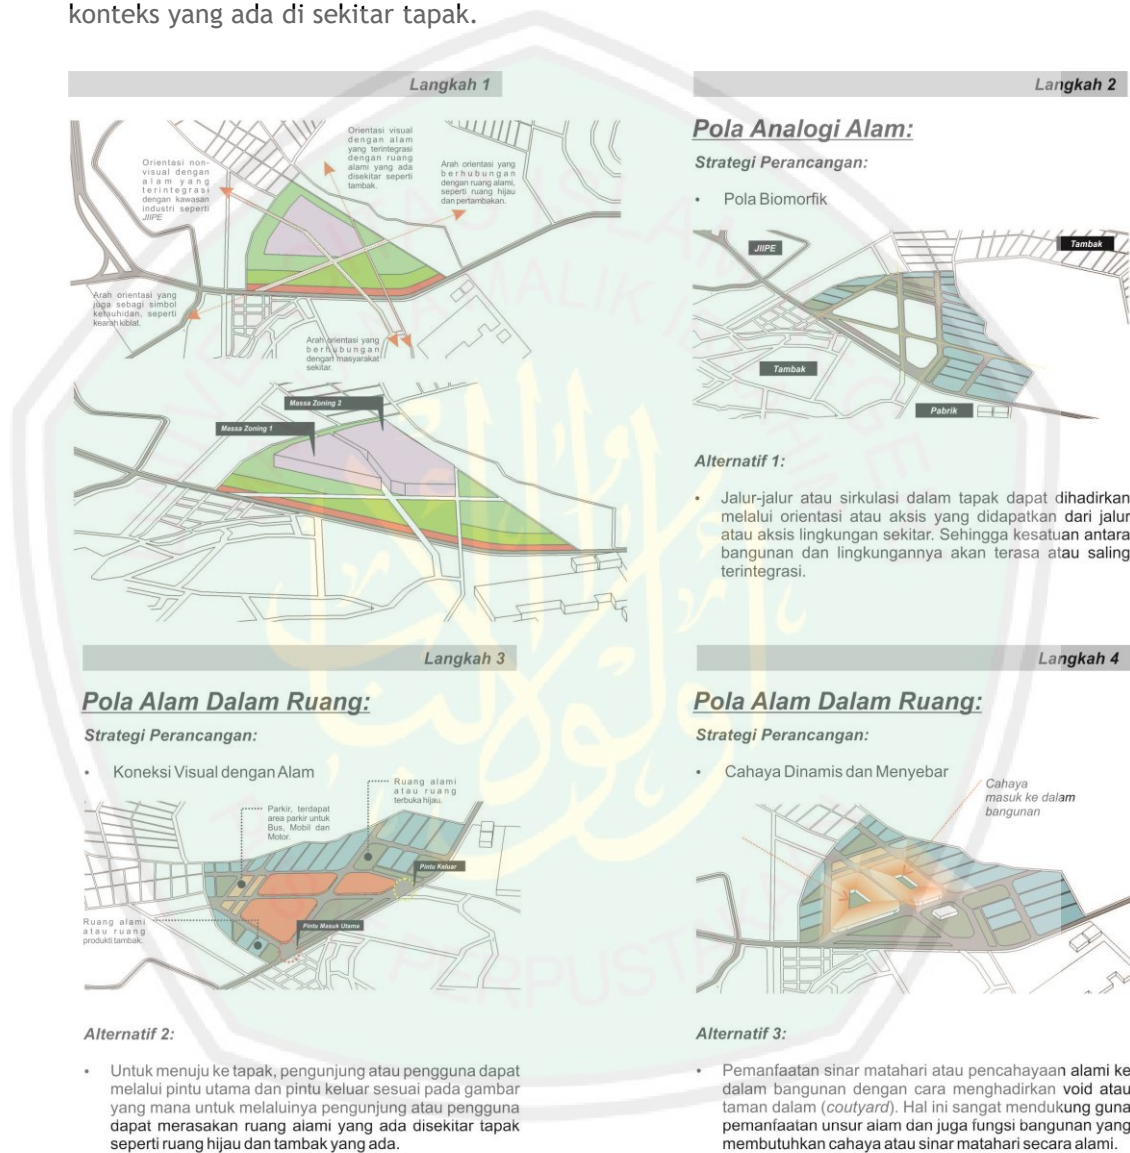 konteks yang ada di sekitar tapak.
Langkah 1
Orientasi non-
visual dengan
alam yang
terintegrasi
dengan kawasan
industri seperti
JIIPE
Orientasi visual
dengan alam
yang terintegrasi
dengan ruang
alami yang ada
disekitar seperti
tambak.
Arah orientasi yang
berhubungan
dengan ruang alami,
seperti ruang hijau
dan pertambakan.
Arah orientasi yang
juga sebagi simbol
ketauhidan, seperti
kearah kiblat.
Arah orientasi yang
berhubungan
dengan masyarakat
sekitar.
Massa Zoning 2
Massa Zoning 1
Langkah 2
Pola Analogi Alam:
Strategi Perancangan:
• Pola Biomorfik
JIIPE
Tambak
Tambak
Pabrik
Alternatif 1:
• Jalur-jalur atau sirkulasi dalam tapak dapat dihadirkan
melalui orientasi atau aksis yang didapatkan dari jalur
atau aksis lingkungan sekitar. Sehingga kesatuan antara
bangunan dan lingkungannya akan terasa atau saling
terintegrasi.
Langkah 3
Pola Alam Dalam Ruang:
Strategi Perancangan:
• Koneksi Visual dengan Alam
Ruang alami
atau ruang
terbuka hijau.
Parkir, terdapat
area parkir untuk
Bus, Mobil dan
Motor.
Pintu Keluar
Ruang alami
atau ruang
produkti tambak.
Pintu Masuk Utama
Alternatif 2:
• Untuk menuju ke tapak, pengunjung atau pengguna dapat
melalui pintu utama dan pintu keluar sesuai pada gambar
yang mana untuk melaluinya pengunjung atau pengguna
dapat merasakan ruang alami yang ada disekitar tapak
seperti ruang hijau dan tambak yang ada.
Langkah 4
Pola Alam Dalam Ruang:
Strategi Perancangan:
• Cahaya Dinamis dan Menyebar
Cahaya
masuk ke dalam
bangunan
Alternatif 3:
• Pemanfaatan sinar matahari atau pencahayaan alami ke
dalam bangunan dengan cara menghadirkan void atau
taman dalam (coutyard). Hal ini sangat mendukung guna
pemanfaatan unsur alam dan juga fungsi bangunan yang
membutuhkan cahaya atau sinar matahari secara alami.